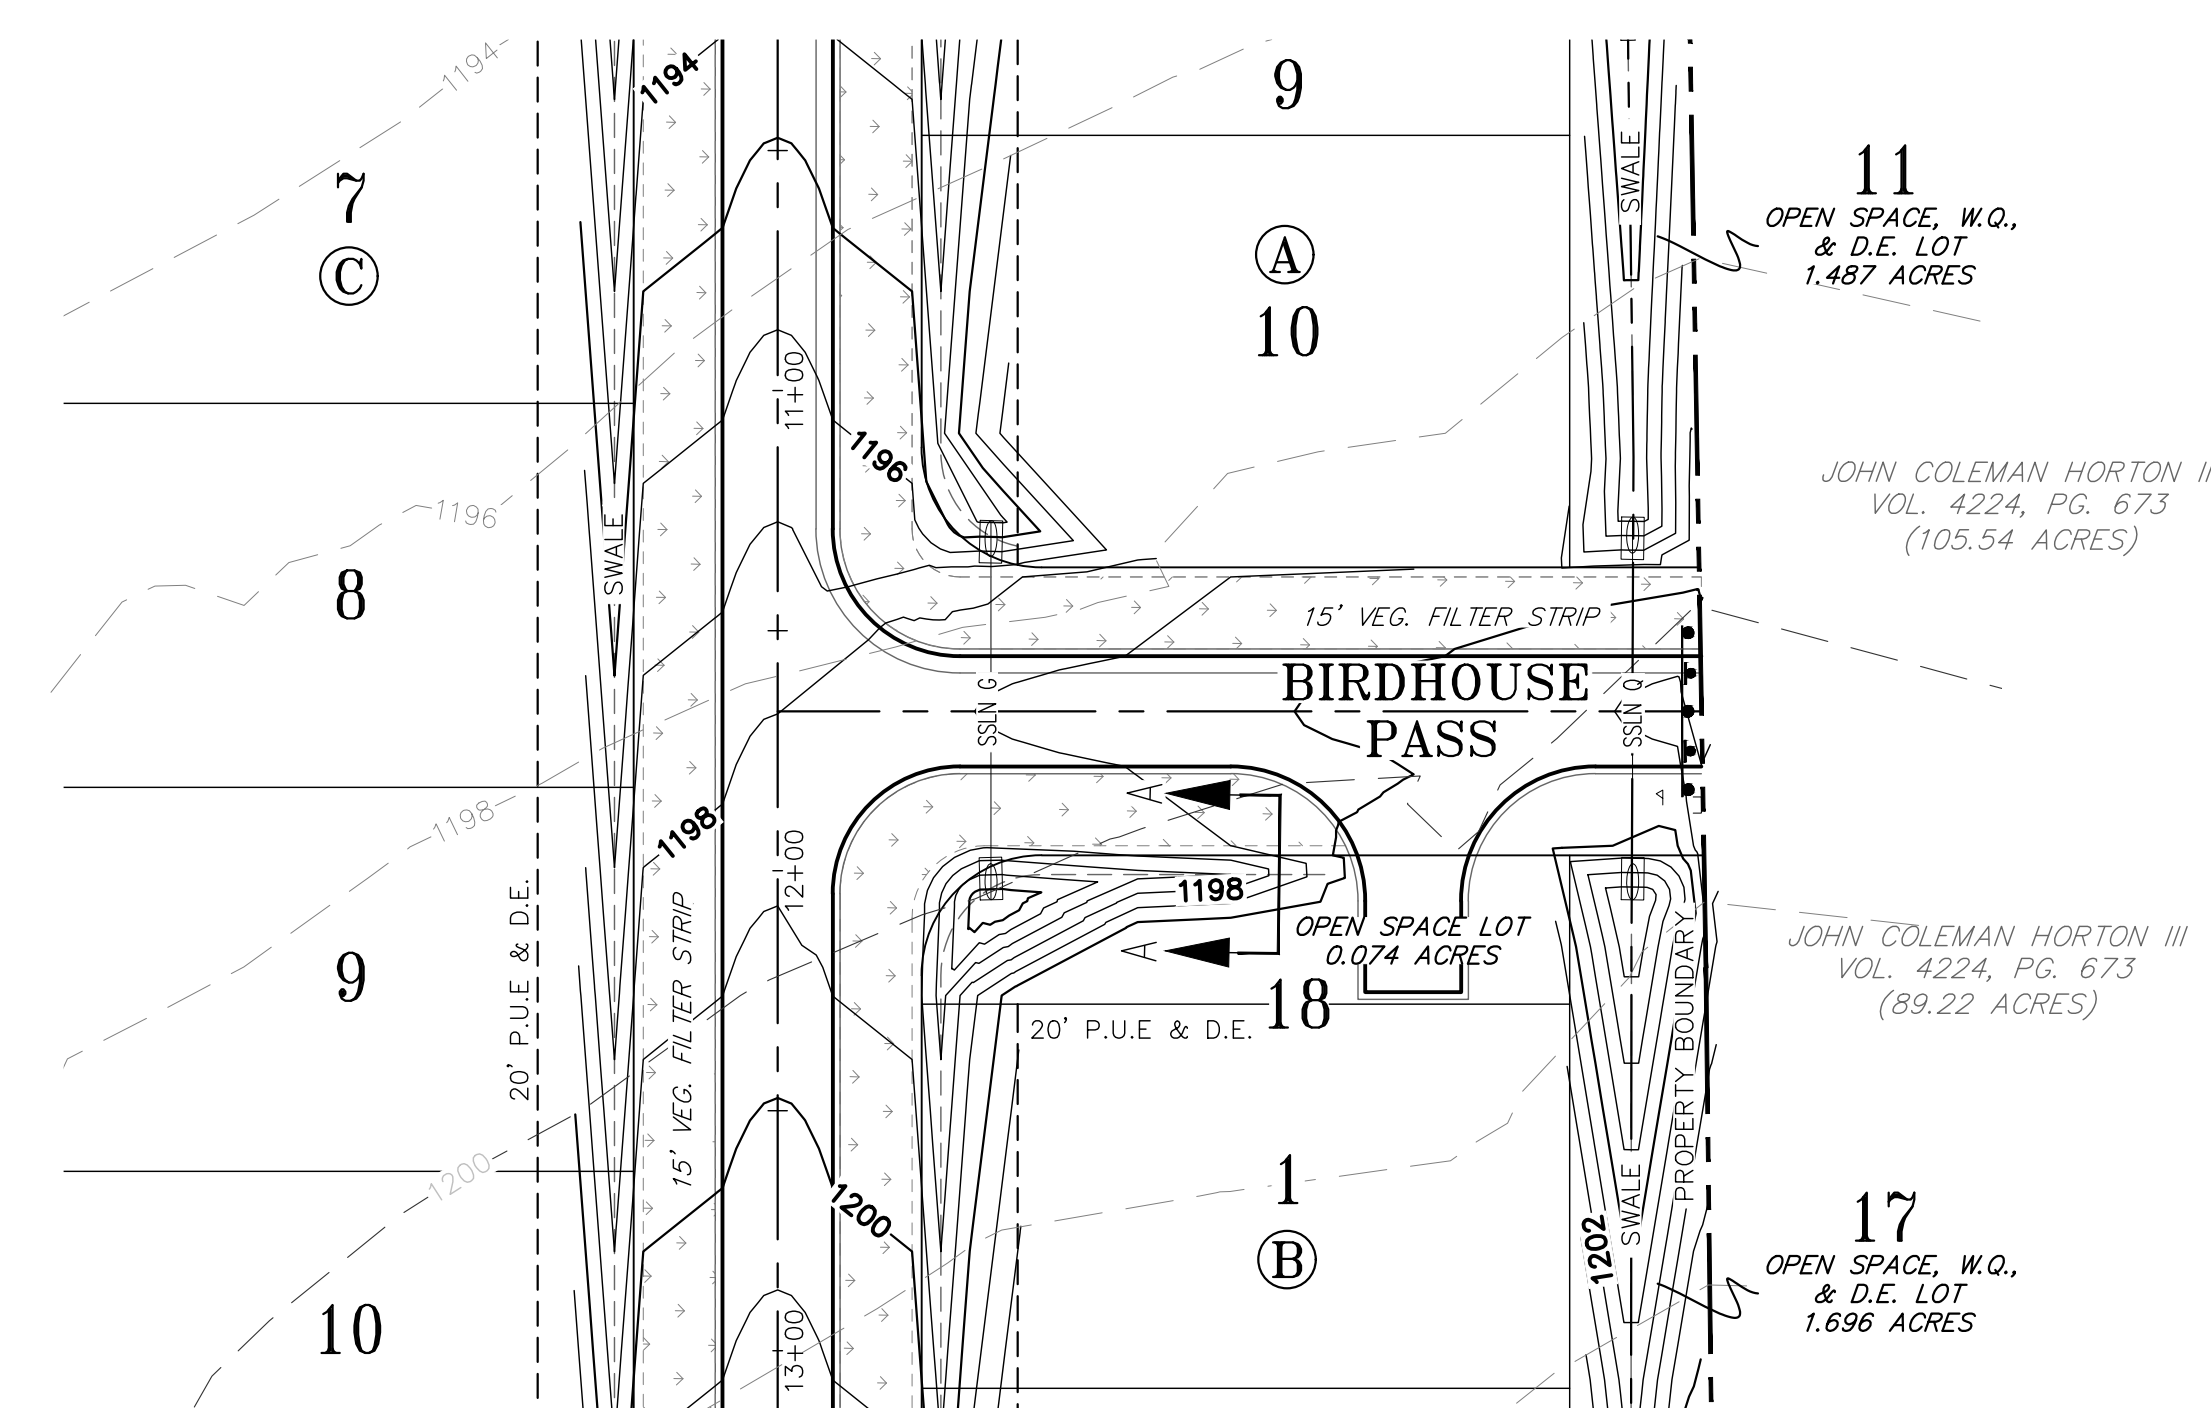 1194
1194
9
7
C
11
OPEN SPACE, W.Q.,
& D.E. LOT
1.487 ACRES
SWALE
A
10
11+00
1196
1196
JOHN COLEMAN HORTON II
VOL. 4224, PG. 673
(105.54 ACRES)
SWALE
8
15' VEG. FILTER STRIP
BIRDHOUSE
PASS
SSLN G
SSLN Q
1198
1198
12+00
A
1198
A
OPEN SPACE LOT
0.074 ACRES
18
JOHN COLEMAN HORTON III
VOL. 4224, PG. 673
(89.22 ACRES)
9
20' P.U.E & D.E.
15' VEG. FILTER STRIP
20' P.U.E & D.E.
PROPERTY BOUNDARY
1200
1200
1
B
SWALE
1202
17
OPEN SPACE, W.Q.,
& D.E. LOT
1.696 ACRES
10
13+00